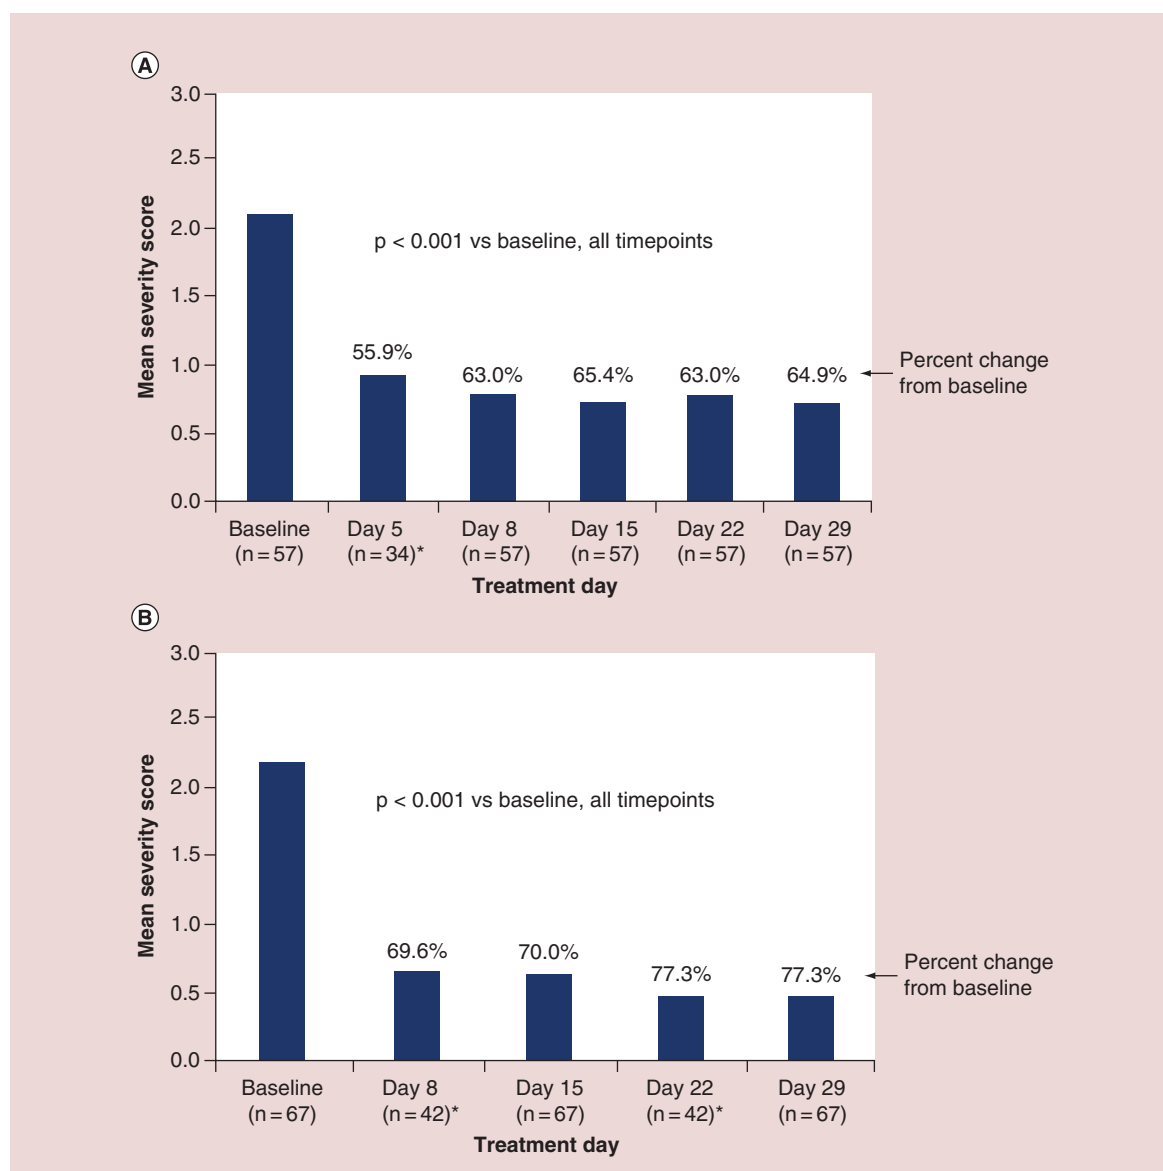 A
3.0
2.5
2.0
1.5
1.0
0.5
0.0
Mean severity score
p < 0.001 vs baseline, all timepoints
55.9%
63.0%
65.4%
63.0%
64.9%
Percent change
from baseline
Baseline
(n = 57)
Day 5
(n = 34)*
Day 8
(n = 57)
Day 15
(n = 57)
Day 22
(n = 57)
Day 29
(n = 57)
Treatment day
B
3.0
2.5
2.0
1.5
1.0
0.5
0.0
Mean severity score
p < 0.001 vs baseline, all timepoints
69.6%
70.0%
77.3%
77.3%
Percent change
from baseline
Baseline
(n = 67)
Day 8
(n = 42)*
Day 15
(n = 67)
Day 22
(n = 42)*
Day 29
(n = 67)
Treatment day